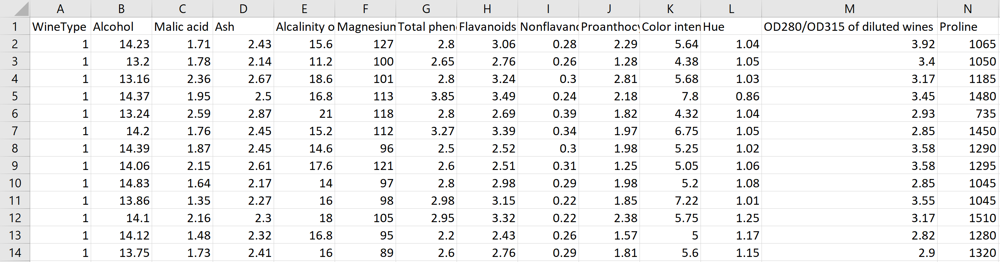 A B C D E F G H I J K L M N
1 WineType Alcohol Malic acid Ash Alcalinity o Magnesium Total phen Flavanoids Nonflavano Proanthocy Color inten Hue OD280/OD315 of diluted wines Proline
2 1 14.23 1.71 2.43 15.6 127 2.8 3.06 0.28 2.29 5.64 1.04 3.92 1065
3 1 13.2 1.78 2.14 11.2 100 2.65 2.76 0.26 1.28 4.38 1.05 3.4 1050
4 1 13.16 2.36 2.67 18.6 101 2.8 3.24 0.3 2.81 5.68 1.03 3.17 1185
5 1 14.37 1.95 2.5 16.8 113 3.85 3.49 0.24 2.18 7.8 0.86 3.45 1480
6 1 13.24 2.59 2.87 21 118 2.8 2.69 0.39 1.82 4.32 1.04 2.93 735
7 1 14.2 1.76 2.45 15.2 112 3.27 3.39 0.34 1.97 6.75 1.05 2.85 1450
8 1 14.39 1.87 2.45 14.6 96 2.5 2.52 0.3 1.98 5.25 1.02 3.58 1290
9 1 14.06 2.15 2.61 17.6 121 2.6 2.51 0.31 1.25 5.05 1.06 3.58 1295
10 1 14.83 1.64 2.17 14 97 2.8 2.98 0.29 1.98 5.2 1.08 2.85 1045
11 1 13.86 1.35 2.27 16 98 2.98 3.15 0.22 1.85 7.22 1.01 3.55 1045
12 1 14.1 2.16 2.3 18 105 2.95 3.32 0.22 2.38 5.75 1.25 3.17 1510
13 1 14.12 1.48 2.32 16.8 95 2.2 2.43 0.26 1.57 5 1.17 2.82 1280
14 1 13.75 1.73 2.41 16 89 2.6 2.76 0.29 1.81 5.6 1.15 2.9 1320